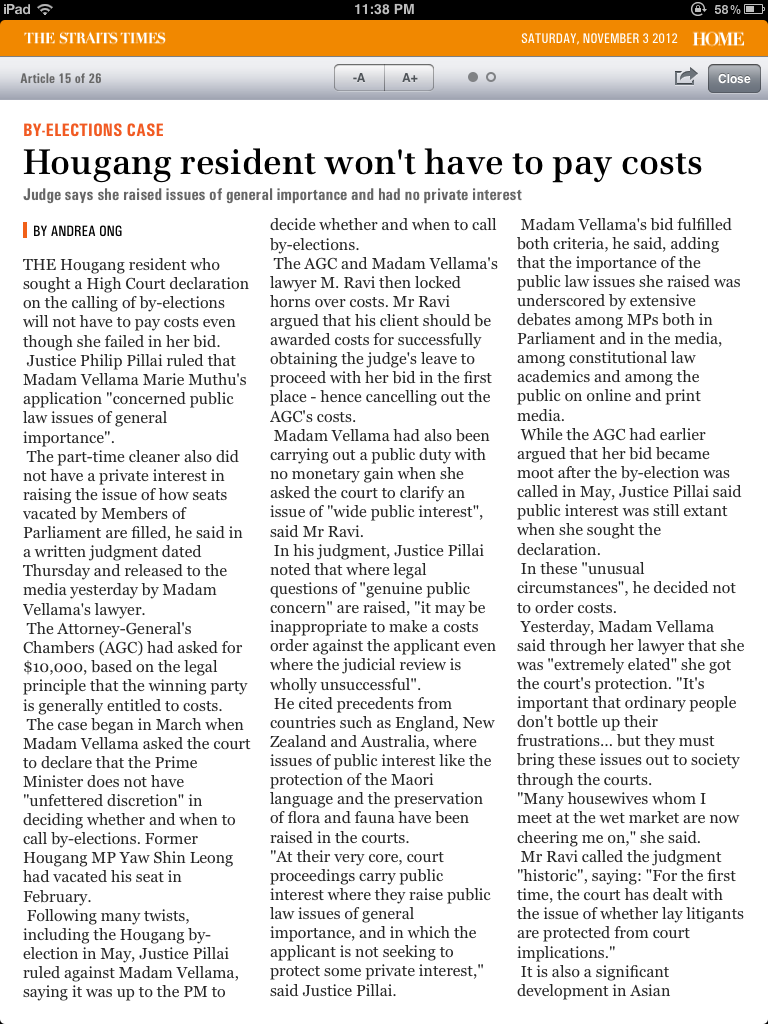 iPad 11:38 PM 58%
THE STRAITS TIMES SATURDAY, NOVEMBER 3 2012 HOME
Article 15 of 26 -A A+ Close
BY-ELECTIONS CASE
Hougang resident won't have to pay costs
Judge says she raised issues of general importance and had no private interest
BY ANDREA ONG
THE Hougang resident who
sought a High Court declaration
on the calling of by-elections
will not have to pay costs even
though she failed in her bid.
Justice Philip Pillai ruled that
Madam Vellama Marie Muthu's
application "concerned public
law issues of general
importance".
The part-time cleaner also did
not have a private interest in
raising the issue of how seats
vacated by Members of
Parliament are filled, he said in
a written judgment dated
Thursday and released to the
media yesterday by Madam
Vellama's lawyer.
The Attorney-General's
Chambers (AGC) had asked for
$10,000, based on the legal
principle that the winning party
is generally entitled to costs.
The case began in March when
Madam Vellama asked the court
to declare that the Prime
Minister does not have
"unfettered discretion" in
deciding whether and when to
call by-elections. Former
Hougang MP Yaw Shin Leong
had vacated his seat in
February.
Following many twists,
including the Hougang by-
election in May, Justice Pillai
ruled against Madam Vellama,
saying it was up to the PM to
decide whether and when to call
by-elections.
The AGC and Madam Vellama's
lawyer M. Ravi then locked
horns over costs. Mr Ravi
argued that his client should be
awarded costs for successfully
obtaining the judge's leave to
proceed with her bid in the first
place - hence cancelling out the
AGC's costs.
Madam Vellama had also been
carrying out a public duty with
no monetary gain when she
asked the court to clarify an
issue of "wide public interest",
said Mr Ravi.
In his judgment, Justice Pillai
noted that where legal
questions of "genuine public
concern" are raised, "it may be
inappropriate to make a costs
order against the applicant even
where the judicial review is
wholly unsuccessful".
He cited precedents from
countries such as England, New
Zealand and Australia, where
issues of public interest like the
protection of the Maori
language and the preservation
of flora and fauna have been
raised in the courts.
"At their very core, court
proceedings carry public
interest where they raise public
law issues of general
importance, and in which the
applicant is not seeking to
protect some private interest,"
said Justice Pillai.
Madam Vellama's bid fulfilled
both criteria, he said, adding
that the importance of the
public law issues she raised was
underscored by extensive
debates among MPs both in
Parliament and in the media,
among constitutional law
academics and among the
public on online and print
media.
While the AGC had earlier
argued that her bid became
moot after the by-election was
called in May, Justice Pillai said
public interest was still extant
when she sought the
declaration.
In these "unusual
circumstances", he decided not
to order costs.
Yesterday, Madam Vellama
said through her lawyer that she
was "extremely elated" she got
the court's protection. "It's
important that ordinary people
don't bottle up their
frustrations... but they must
bring these issues out to society
through the courts.
"Many housewives whom I
meet at the wet market are now
cheering me on," she said.
Mr Ravi called the judgment
"historic", saying: "For the first
time, the court has dealt with
the issue of whether lay litigants
are protected from court
implications."
It is also a significant
development in Asian